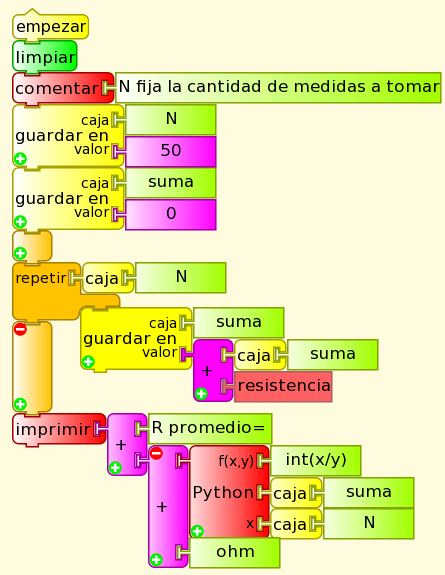 empezar
limpiar
comentar N fija la cantidad de medidas a tomar
caja N
guardar en
valor 50
caja suma
guardar en
valor 0
repetir caja N
caja suma
guardar en
valor + caja suma
resistencia
imprimir + R promedio=
+ f(x,y) int(x/y)
Python caja suma
x caja N
ohm